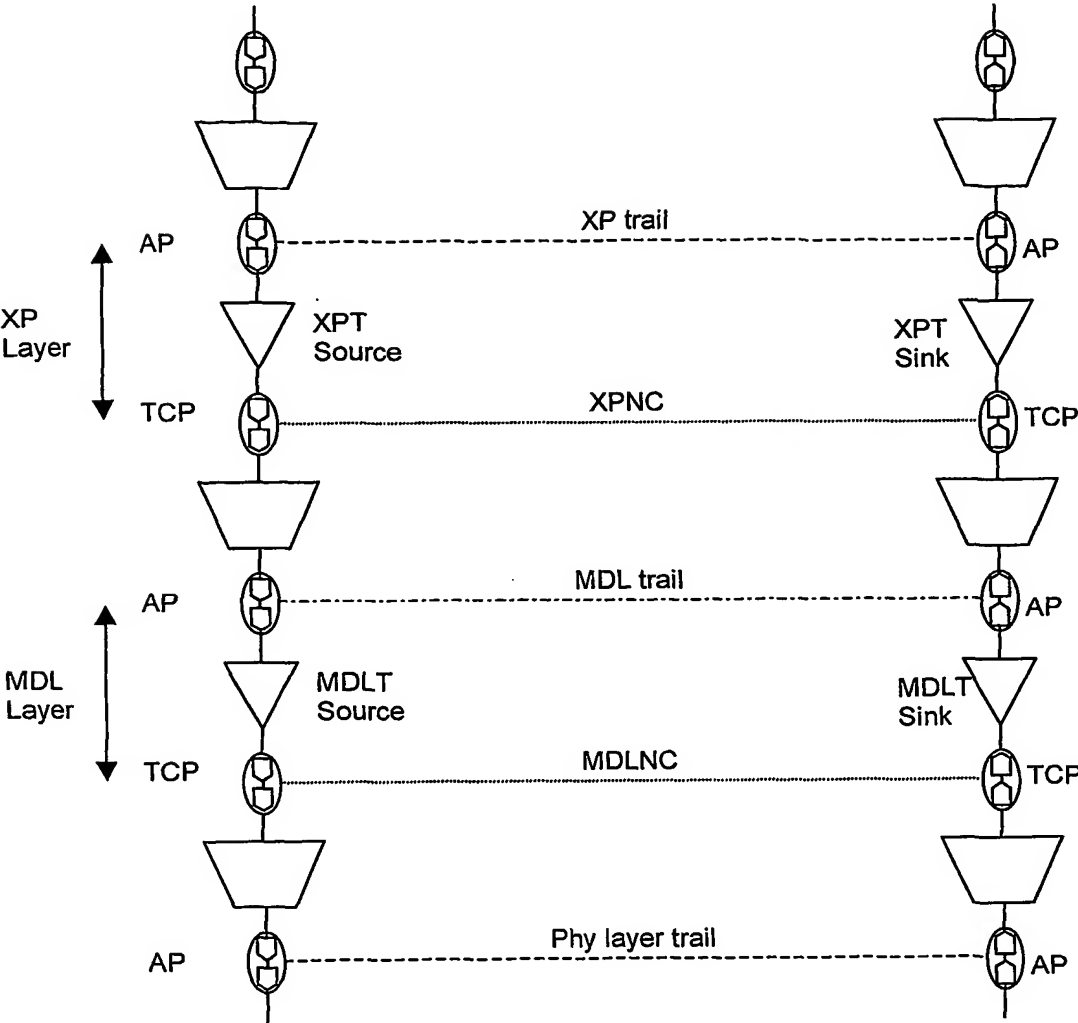 XP trail
AP
AP
XP
Layer
XPT
Source
XPT
Sink
TCP
XPNC
TCP
MDL trail
AP
AP
MDL
Layer
MDLT
Source
MDLT
Sink
TCP
MDLNC
TCP
Phy layer trail
AP
AP